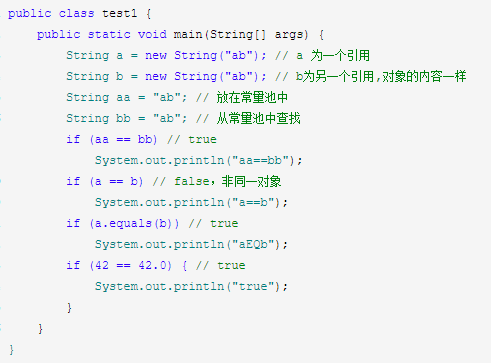 public class test1 {
public static void main(String[] args) {
String a = new String("ab"); // a 为一个引用
String b = new String("ab"); // b为另一个引用,对象的内容一样
String aa = "ab"; // 放在常量池中
String bb = "ab"; // 从常量池中查找
if (aa == bb) // true
System.out.println("aa==bb");
if (a == b) // false，非同一对象
System.out.println("a==b");
if (a.equals(b)) // true
System.out.println("aEQb");
if (42 == 42.0) { // true
System.out.println("true");
}
}
}